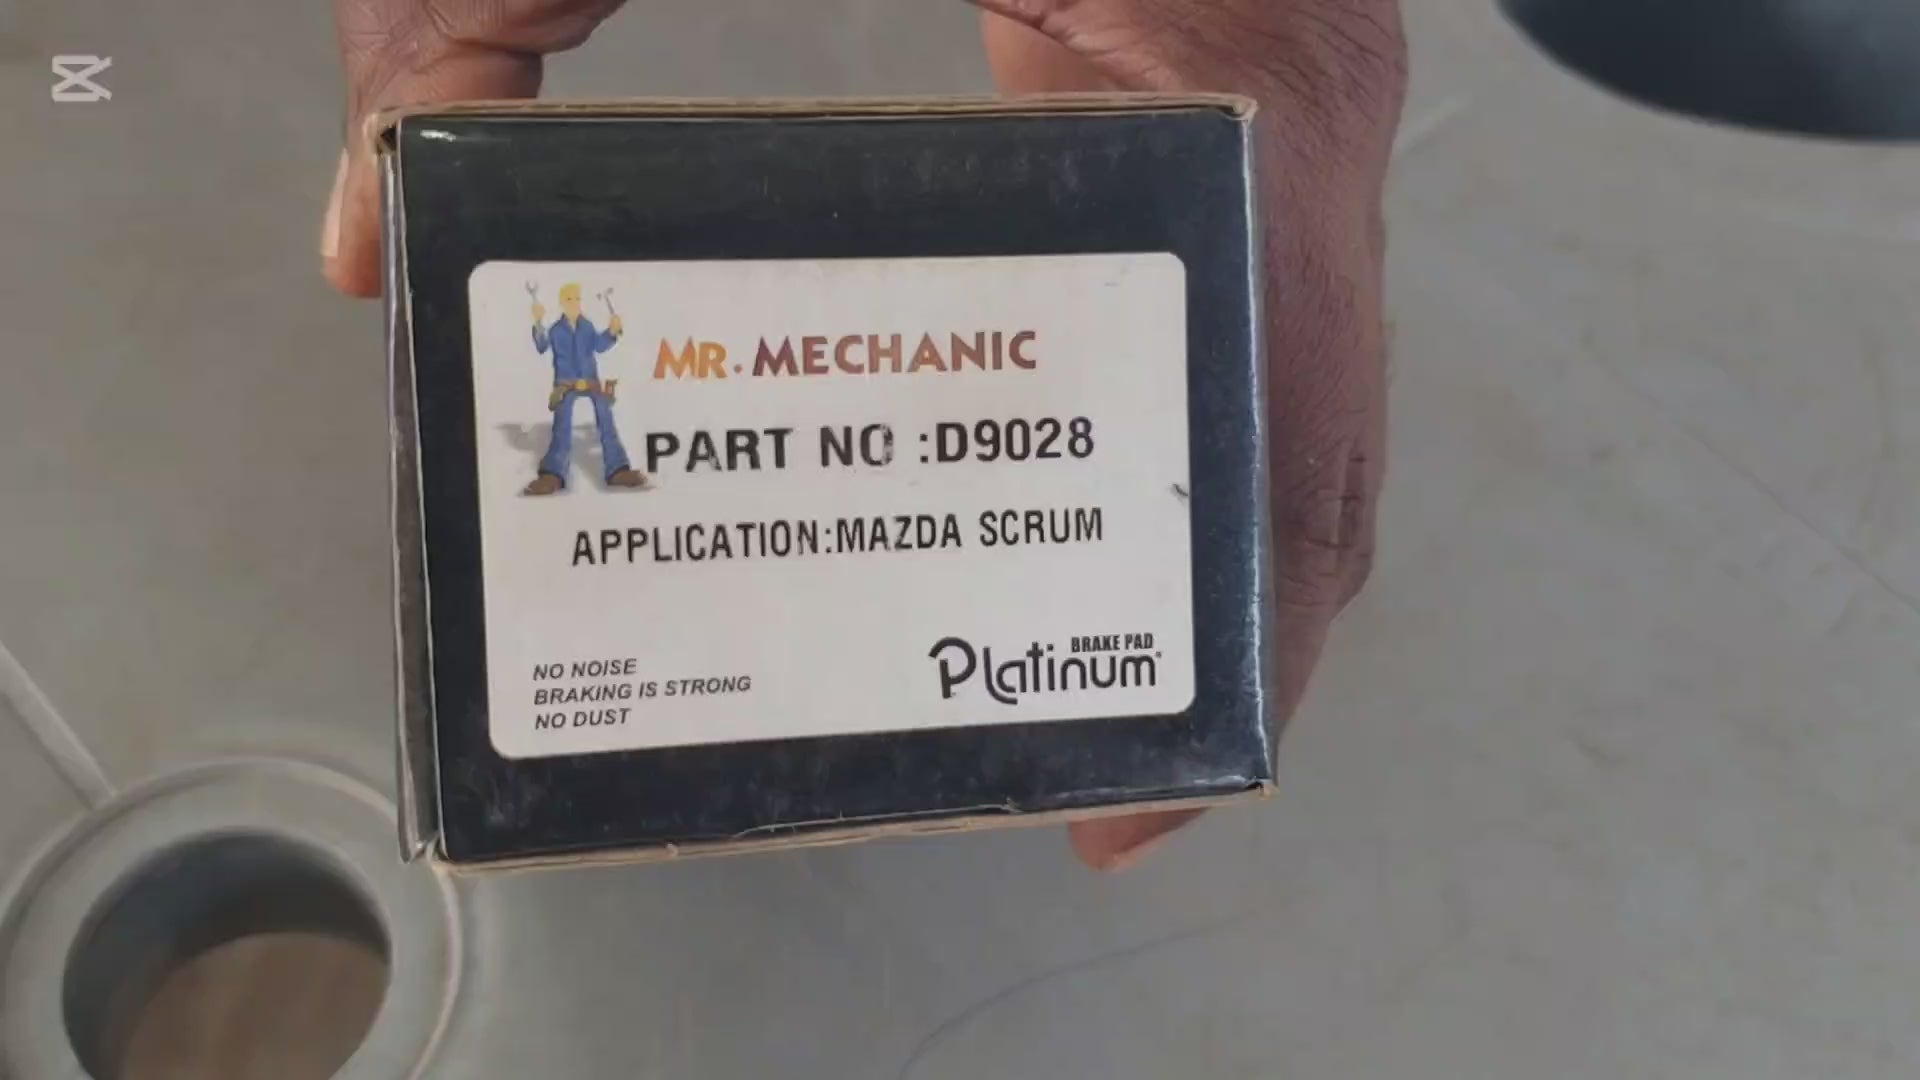 MR. MECHANIC
PART NO :D9028
APPLICATION:MAZDA SCRUM
NO NOISE
BRAKING IS STRONG
NO DUST
BRAKE PAD
Platinum